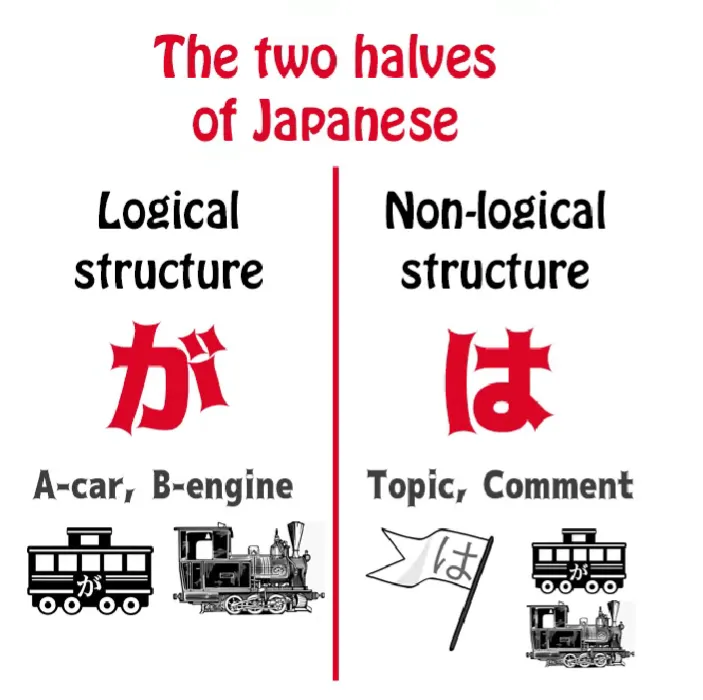 The two halves
of Japanese
Logical
structure
が
A-car, B-engine
が
Non-logical
structure
は
Topic, Comment
は
が